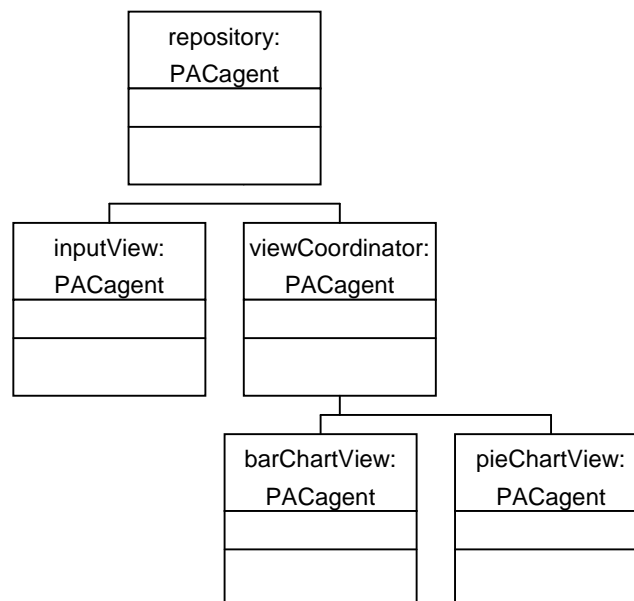 repository:
PACagent
inputView:
PACagent
viewCoordinator:
PACagent
barChartView:
PACagent
pieChartView:
PACagent